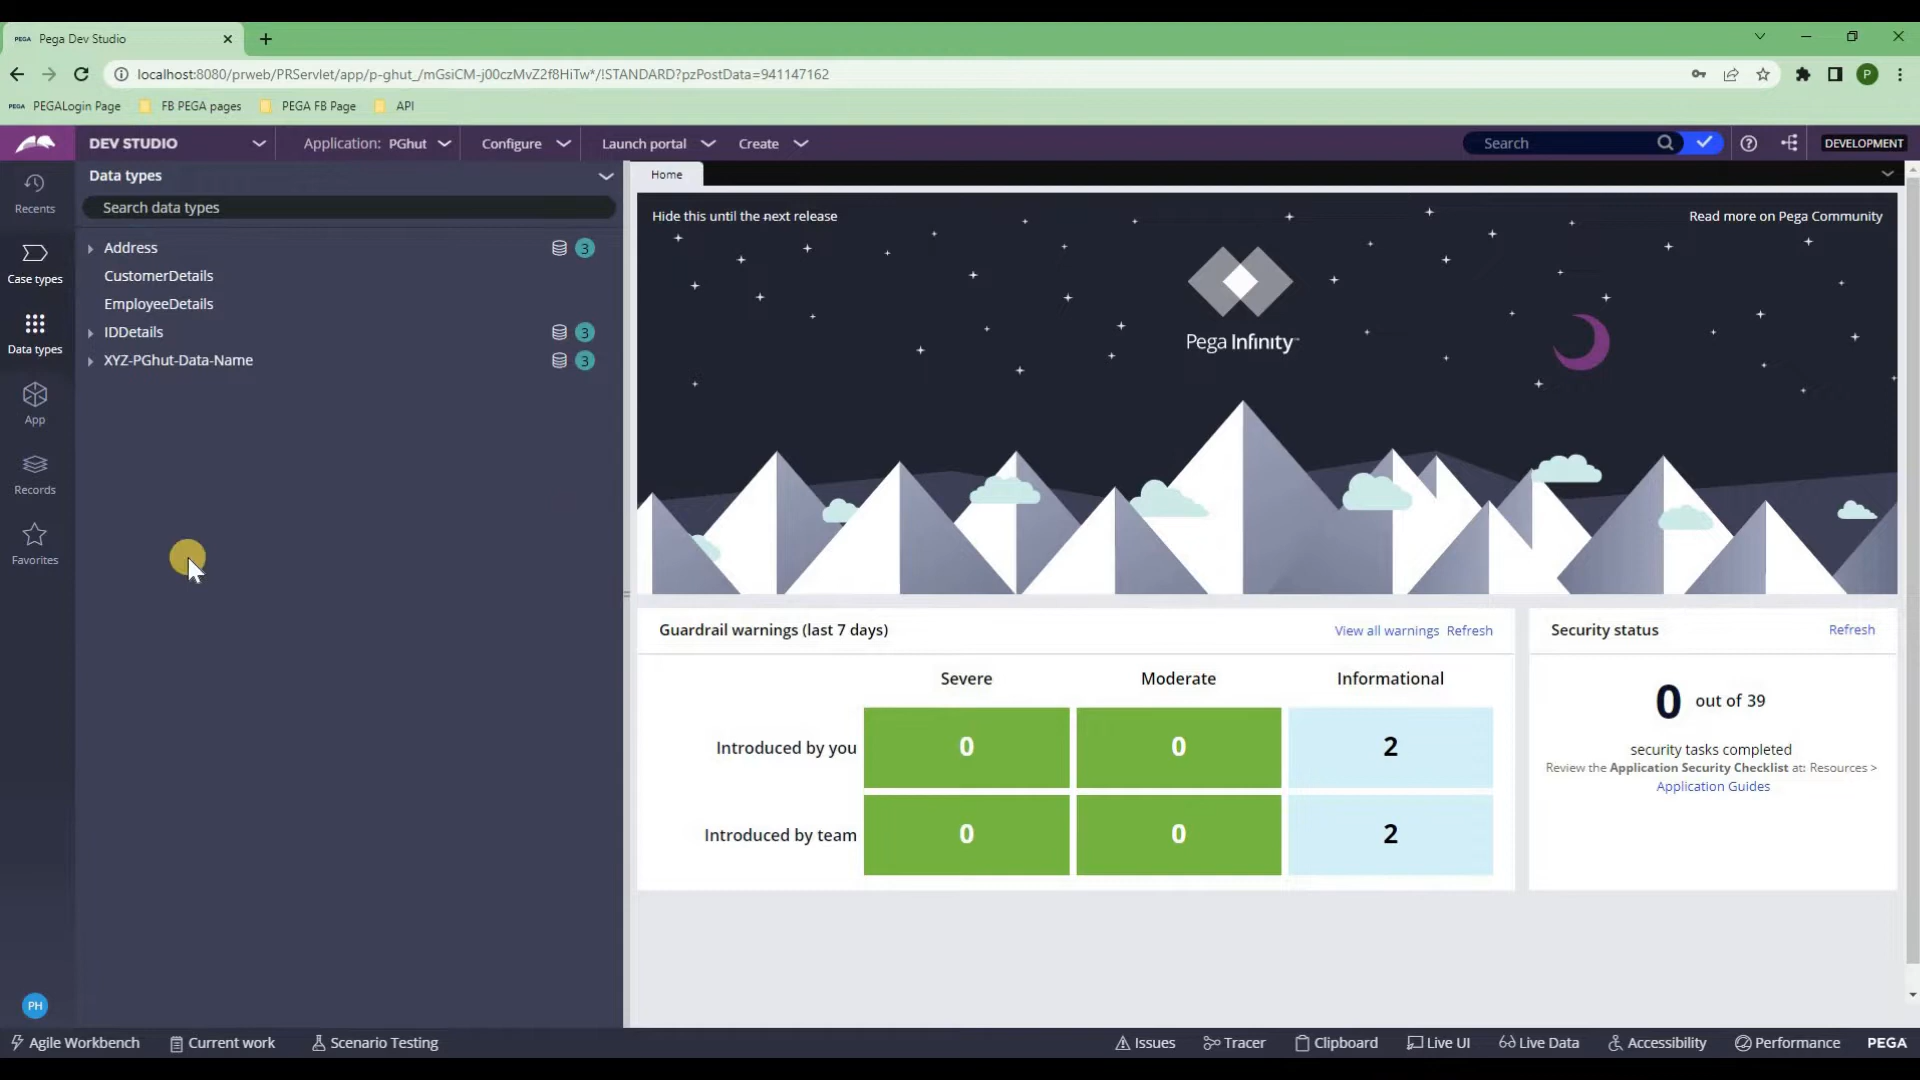 PEGA Pega Dev Studio
localhost:8080/prweb/PRServlet/app/p-ghut_/mGsiCM-j00czMvZ2f8HiTw*/!STANDARD?pzPostData=941147162
P
PEGA PEGALogin Page FB PEGA pages PEGA FB Page API
DEV STUDIO Application: PGhut Configure Launch portal Create Search DEVELOPMENT
Recents
Case types
Data types
App
Records
Favorites
PH
Data types
Search data types
Address 3
CustomerDetails
EmployeeDetails
IDDetails 3
XYZ-PGhut-Data-Name 3
Home
Hide this until the next release
Read more on Pega Community
Pega Infinity™
Guardrail warnings (last 7 days) View all warnings Refresh
Severe Moderate Informational
Introduced by you 0 0 2
Introduced by team 0 0 2
Security status Refresh
0 out of 39
security tasks completed
Review the Application Security Checklist at: Resources >
Application Guides
Agile Workbench Current work Scenario Testing Issues Tracer Clipboard Live UI Live Data Accessibility Performance PEGA